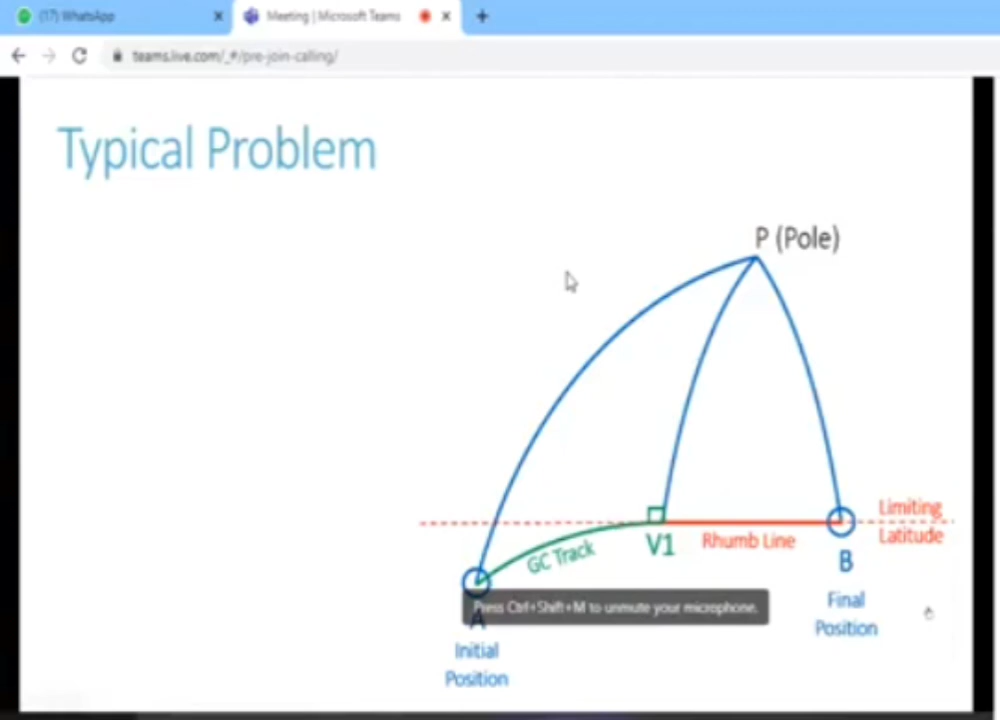 (17) WhatsApp
Meeting | Microsoft Teams
teams.live.com/_#/pre-join-calling/
Typical Problem
P (Pole)
Limiting
Latitude
GC Track
V1
Rhumb Line
B
Press Ctrl+Shift+M to unmute your microphone.
A
Final
Position
Initial
Position